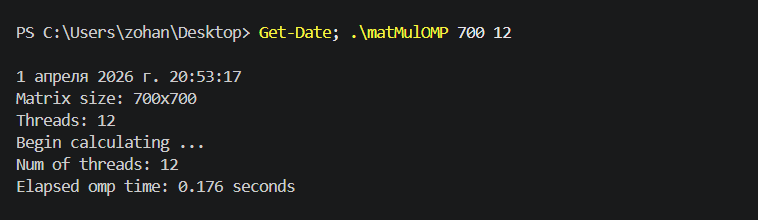 PS C:\Users\zohan\Desktop> Get-Date; .\matMulOMP 700 12
1 апреля 2026 г. 20:53:17
Matrix size: 700x700
Threads: 12
Begin calculating ...
Num of threads: 12
Elapsed omp time: 0.176 seconds